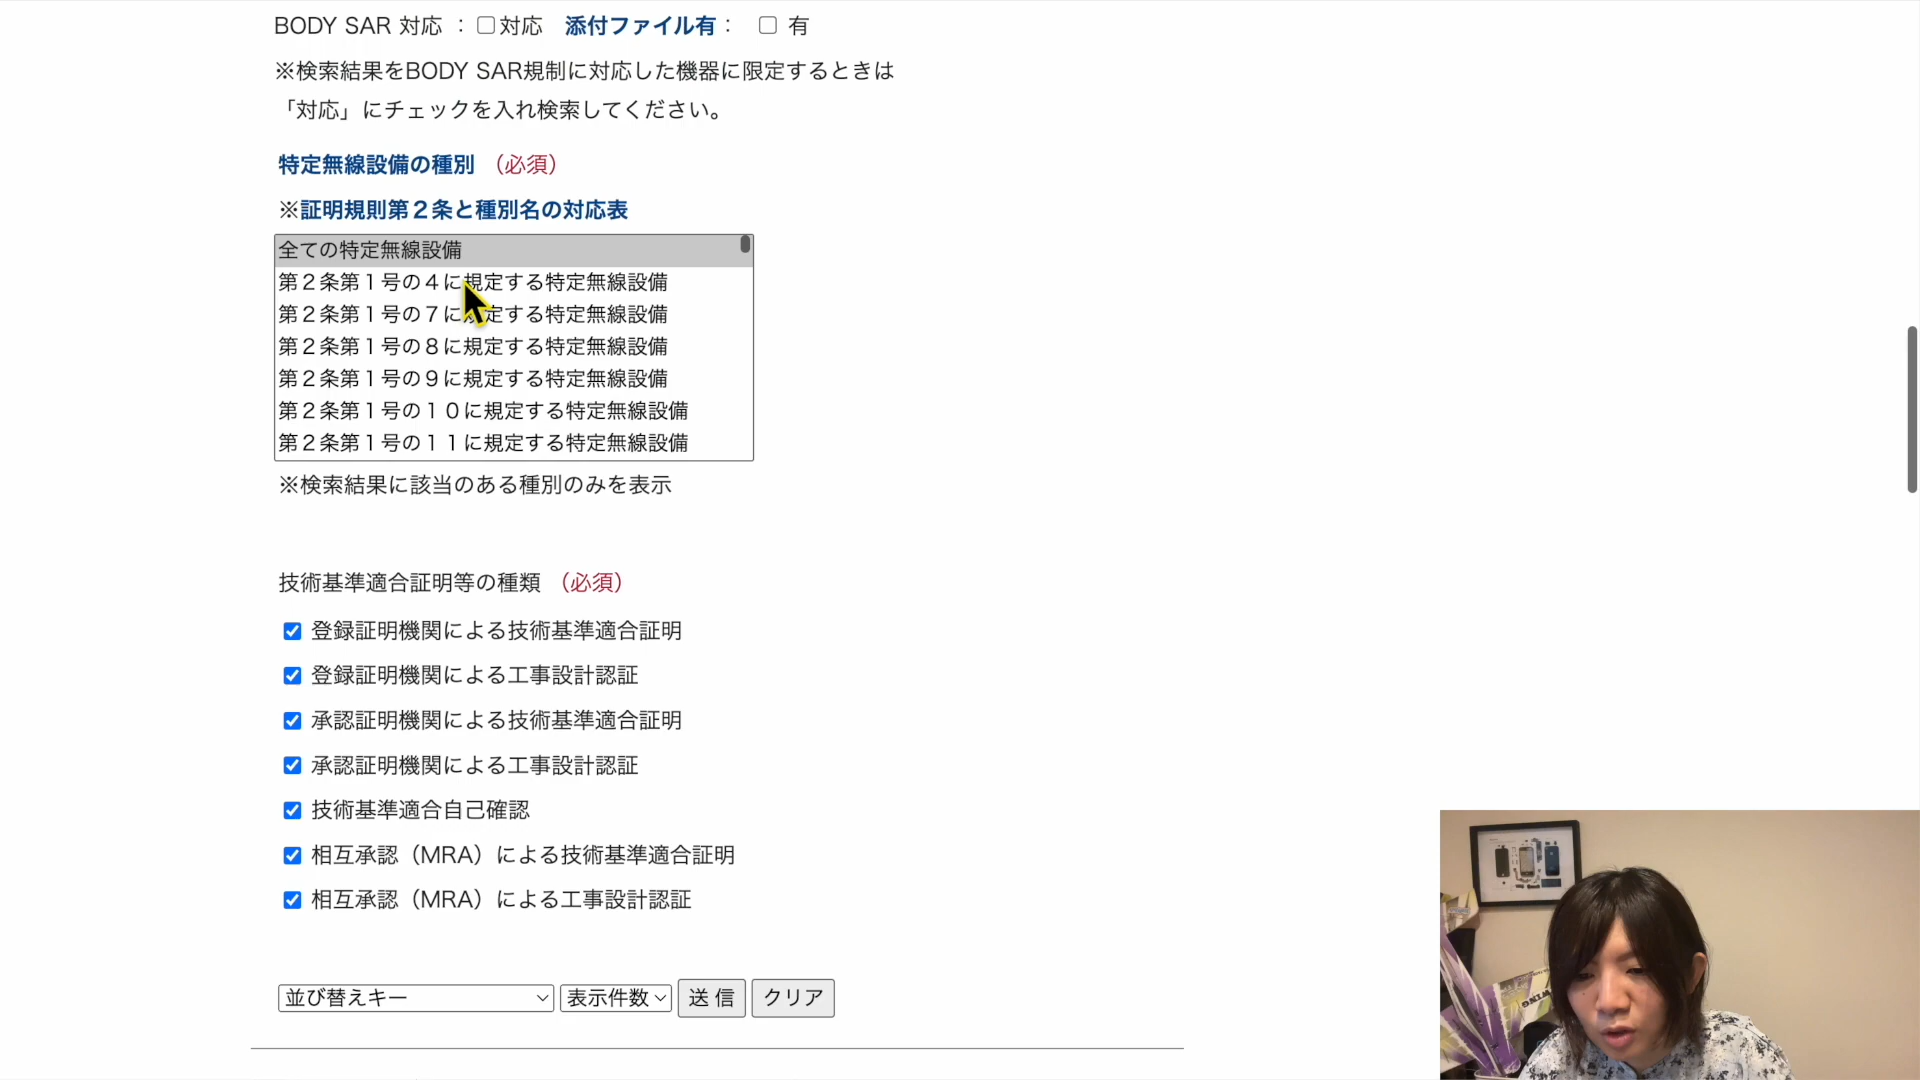 BODY SAR 対応 ： 対応 添付ファイル有： 有
※検索結果をBODY SAR規制に対応した機器に限定するときは
「対応」にチェックを入れ検索してください。
特定無線設備の種別 （必須）
※証明規則第２条と種別名の対応表
全ての特定無線設備
第２条第１号の４に規定する特定無線設備
第２条第１号の７に規定する特定無線設備
第２条第１号の８に規定する特定無線設備
第２条第１号の９に規定する特定無線設備
第２条第１号の１０に規定する特定無線設備
第２条第１号の１１に規定する特定無線設備
※検索結果に該当のある種別のみを表示
技術基準適合証明等の種類 （必須）
登録証明機関による技術基準適合証明
登録証明機関による工事設計認証
承認証明機関による技術基準適合証明
承認証明機関による工事設計認証
技術基準適合自己確認
相互承認（MRA）による技術基準適合証明
相互承認（MRA）による工事設計認証
並び替えキー 表示件数 送 信 クリア